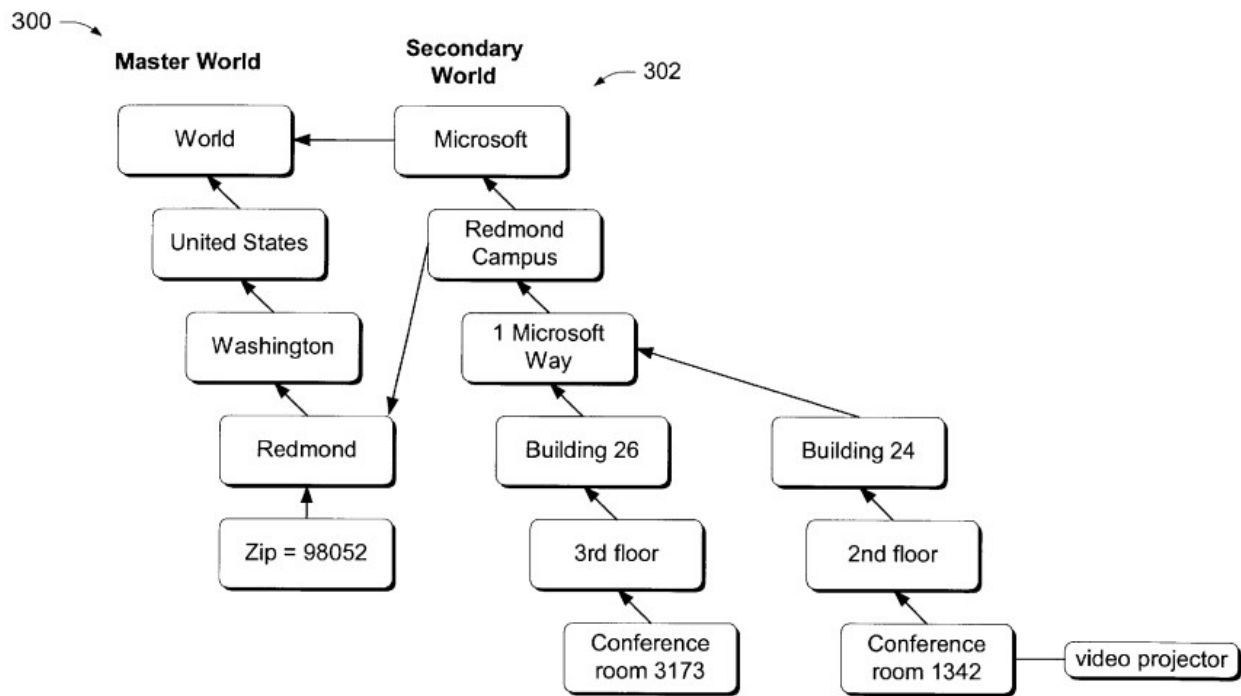 300
Master World
Secondary
World
302
World
Microsoft
United States
Redmond
Campus
Washington
1 Microsoft
Way
Redmond
Building 26
Building 24
Zip = 98052
3rd floor
2nd floor
Conference
room 3173
Conference
room 1342
video projector